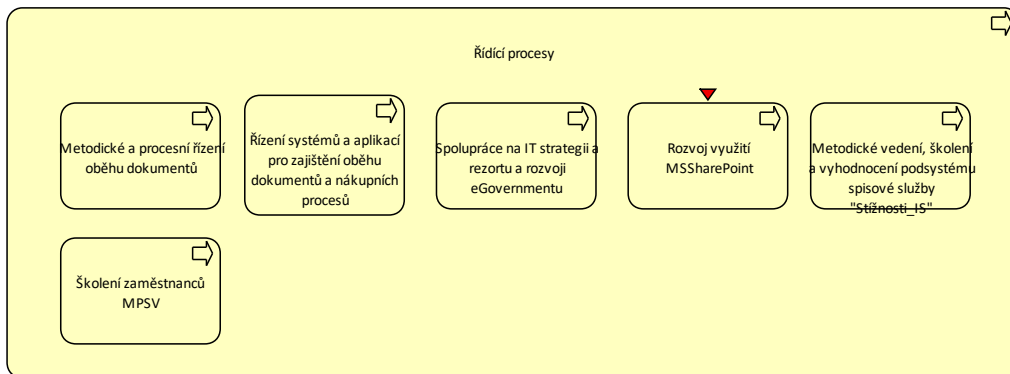 Řídící procesy
Metodické a procesní řízení
oběhu dokumentů
Řízení systémů a aplikací
pro zajištění oběhu
dokumentů a nákupních
procesů
Spolupráce na IT strategii a
rezortu a rozvoji
eGovernmentu
Rozvoj využití
MSSharePoint
Metodické vedení, školení
a vyhodnocení podsystému
spisové služby
"Stížnosti_IS"
Školení zaměstnanců
MPSV